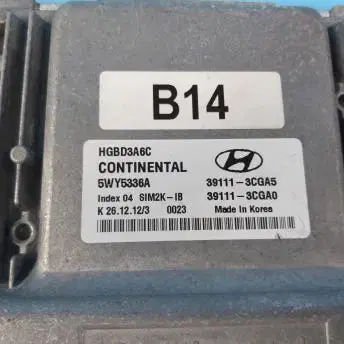 B14
HGBD3A6C
CONTINENTAL
5WY5336A 39111-3CGA5
Index 04 SIM2K-IB 39111-3CGA0
K 26.12.12/3 0023 Made in Korea